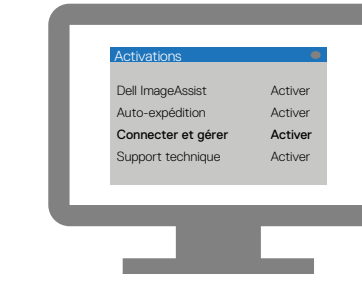 Activations
Dell ImageAssist Activer
Auto-expédition Activer
Connecter et gérer Activer
Support technique Activer